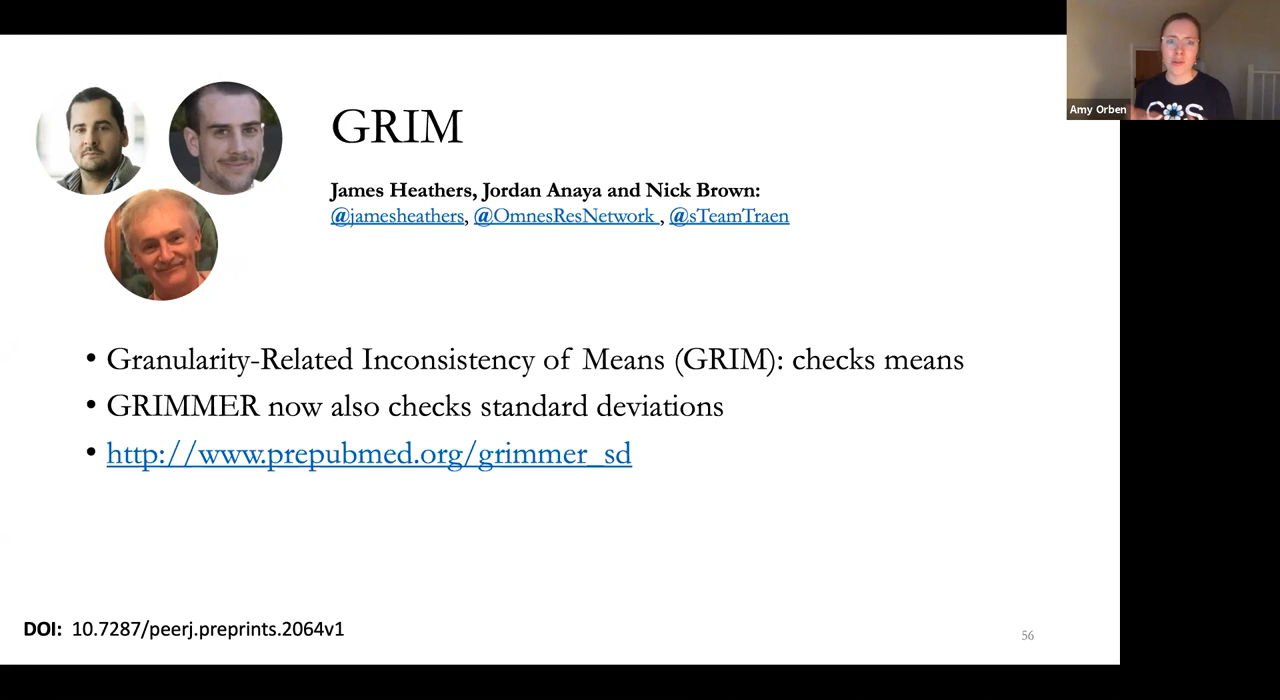 Amy Orben
COS
GRIM
James Heathers, Jordan Anaya and Nick Brown:
@jamesheathers, @OmnesResNetwork , @sTeamTraen
• Granularity-Related Inconsistency of Means (GRIM): checks means
• GRIMMER now also checks standard deviations
• http://www.prepubmed.org/grimmer_sd
DOI: 10.7287/peerj.preprints.2064v1
56